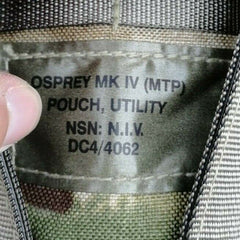 OSPREY MK IV (MTP)
POUCH, UTILITY
NSN: N.I.V.
DC4/4062